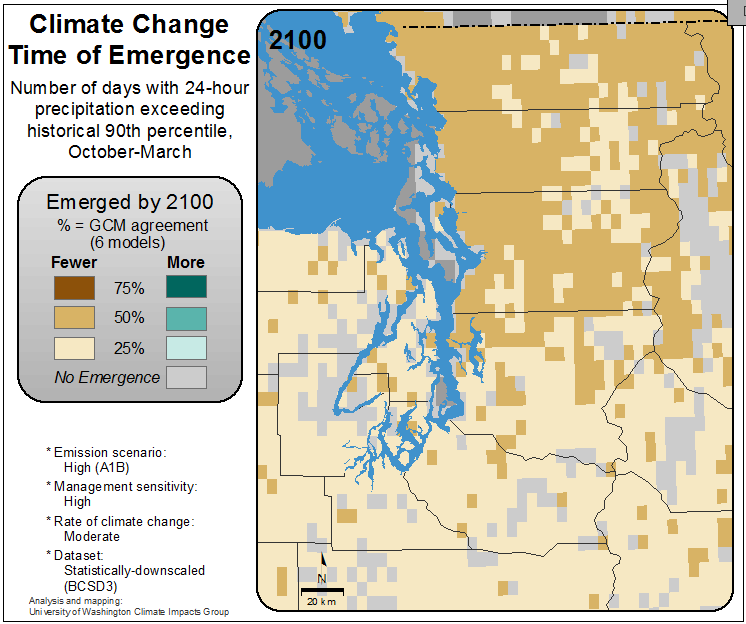 Climate Change
Time of Emergence
Number of days with 24-hour
precipitation exceeding
historical 90th percentile,
October-March
Emerged by 2100
% = GCM agreement
(6 models)
Fewer More
75%
50%
25%
No Emergence
* Emission scenario:
High (A1B)
* Management sensitivity:
High
* Rate of climate change:
Moderate
* Dataset:
Statistically-downscaled
(BCSD3)
Analysis and mapping:
University of Washington Climate Impacts Group
2100
N
20 km